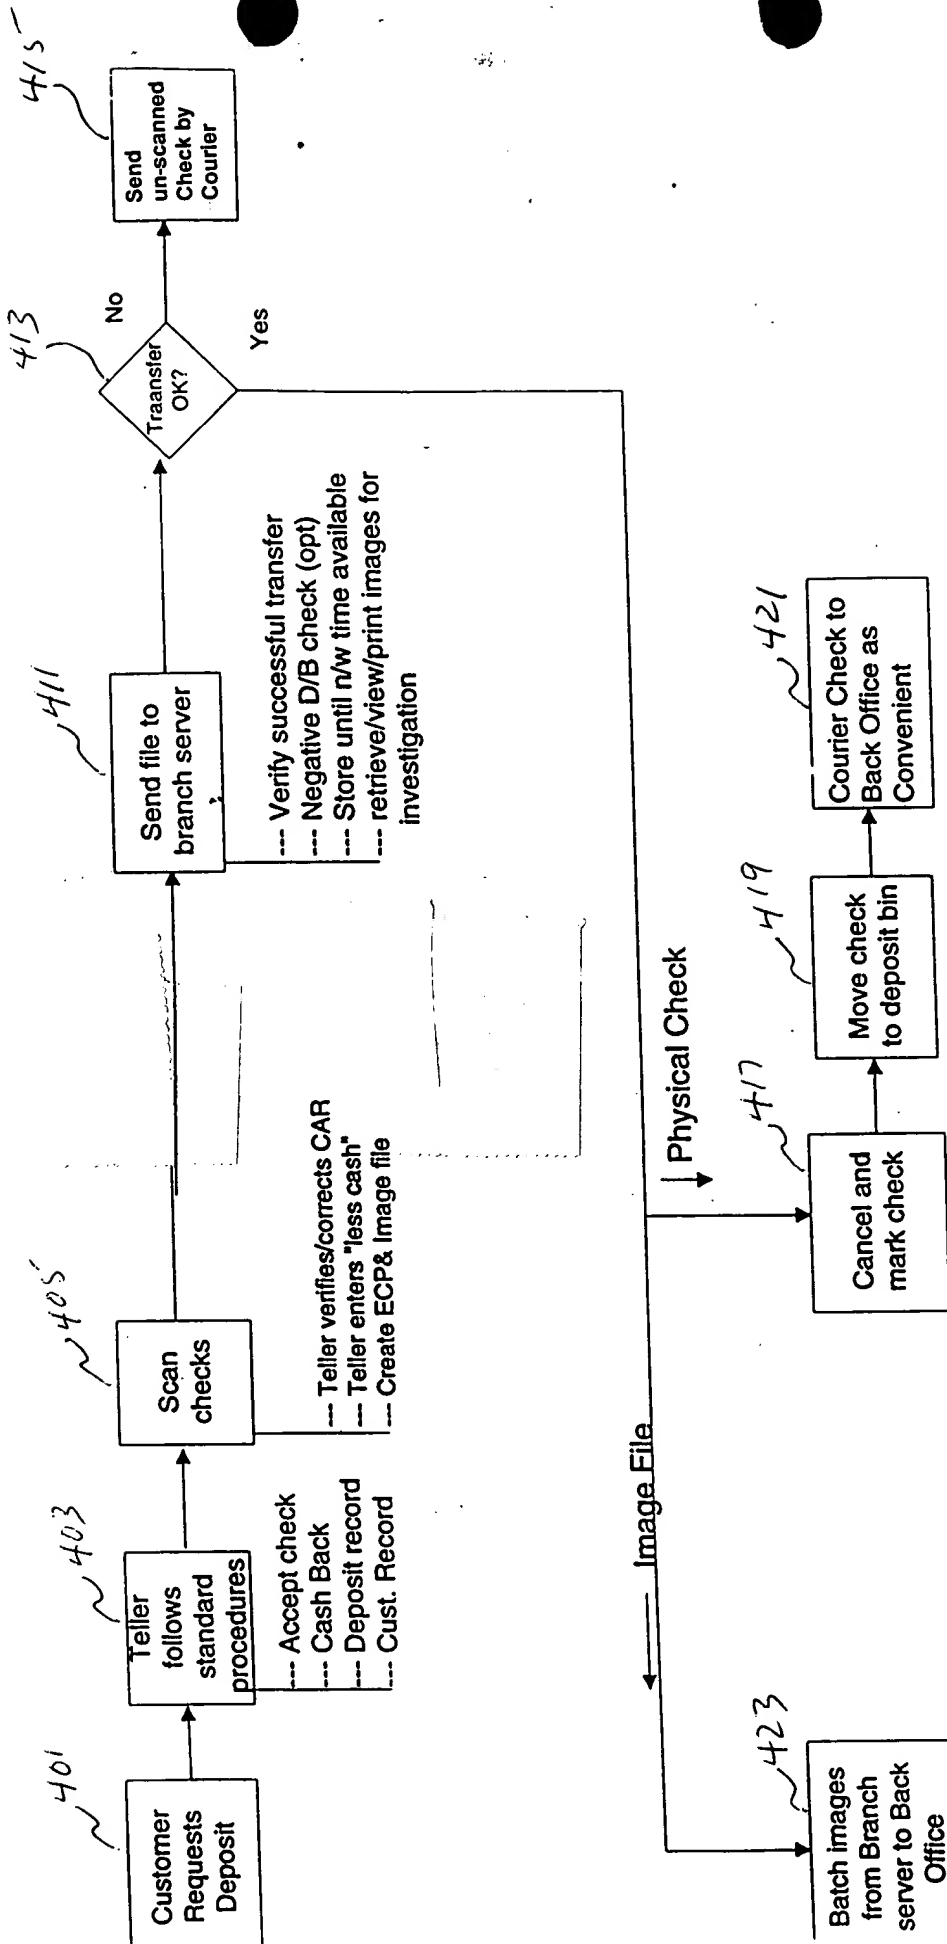 401
Customer
Requests
Deposit
403
Teller
follows
standard
procedures
--- Accept check
--- Cash Back
--- Deposit record
--- Cust. Record
405
Scan
checks
--- Teller verifies/corrects CAR
--- Teller enters "less cash"
--- Create ECP& Image file
411
Send file to
branch server
--- Verify successful transfer
--- Negative D/B check (opt)
--- Store until n/w time available
--- retrieve/view/print images for
investigation
413
Traansfer
OK?
No
Yes
415
Send
un-scanned
Check by
Courier
Image File
Physical Check
423
Batch images
from Branch
server to Back
Office
417
Cancel and
mark check
419
Move check
to deposit bin
421
Courier Check to
Back Office as
Convenient